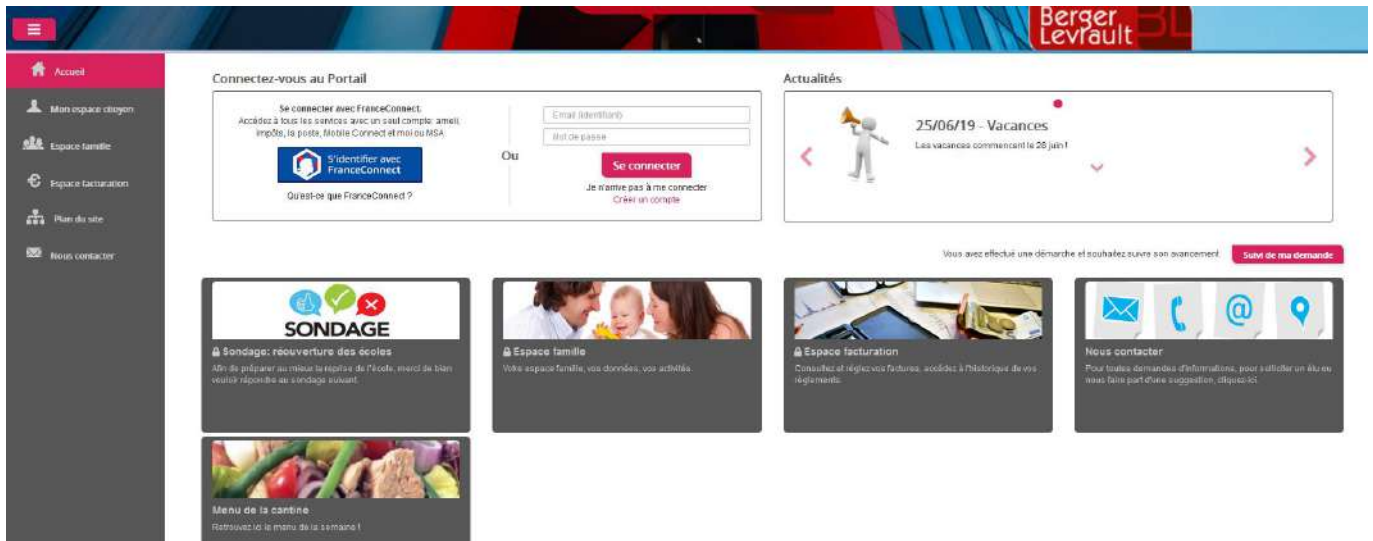 Berger
Levrault
Accueil
Mon espace citoyen
Espace famille
Espace facturation
Plan du site
Nous contacter
Connectez-vous au Portail
Se connecter avec FranceConnect.
Accédez à tous les services avec un seul compte: ameli,
impôts, la poste, Mobile Connect et moi ou MSA
S'identifier avec
FranceConnect
Qu'est-ce que FranceConnect ?
Ou
Email (identifiant)
Mot de passe
Se connecter
Je n'arrive pas à me connecter
Créer un compte
Actualités
25/06/19 - Vacances
Les vacances commencent le 28 juin !
Vous avez effectué une démarche et souhaitez suivre son avancement
Suivi de ma demande
SONDAGE
Sondage: réouverture des écoles
Afin de préparer au mieux la reprise de l'école, merci de bien
vouloir répondre au sondage suivant.
Espace famille
Votre espace famille, vos données, vos activités.
Espace facturation
Consultez et réglez vos factures, accédez à l'historique de vos
règlements.
Nous contacter
Pour toutes demandes d'informations, pour solliciter un élu ou
nous faire part d'une suggestion, cliquez-ici.
Menu de la cantine
Retrouvez ici le menu de la semaine !